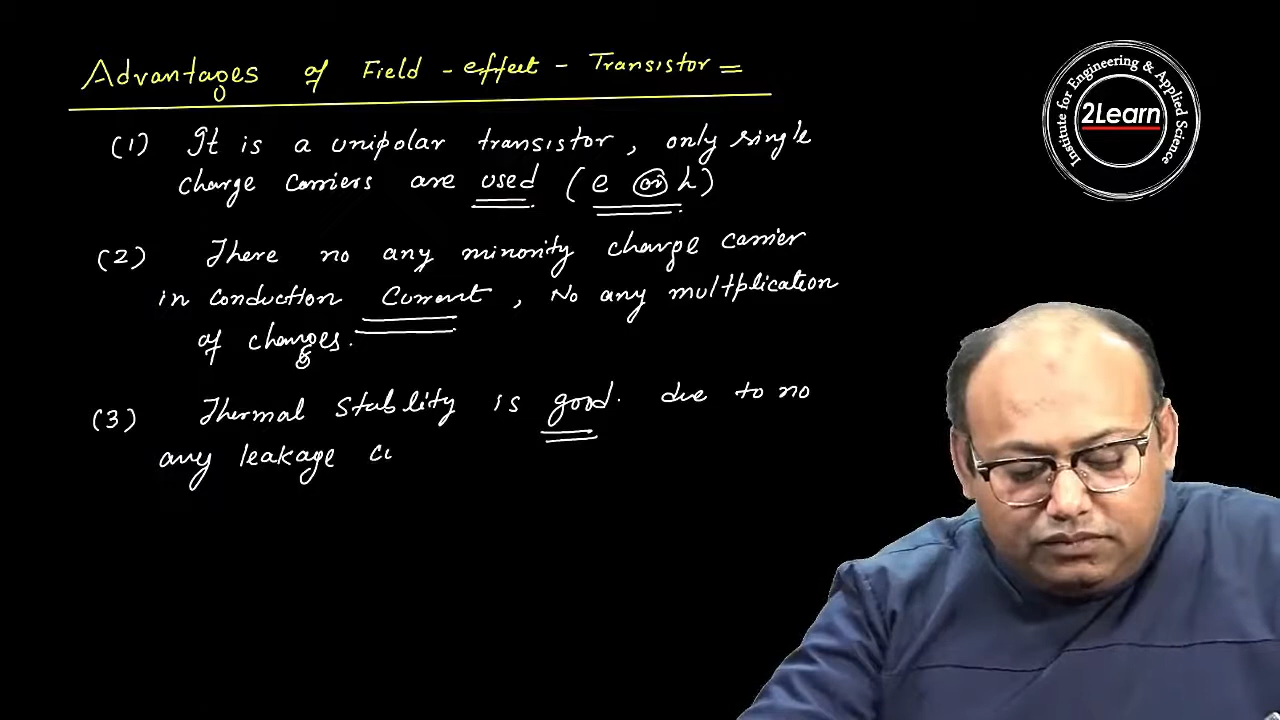 Advantages of Field-effect-Transistor =
(1) It is a unipolar transistor, only single
charge carriers are used (e or h)
(2) There no any minority charge carrier
in conduction current, No any multplication
of charges.
(3) Thermal stability is good. due to no
any leakage cu
Institute for Engineering & Applied Science
2Learn